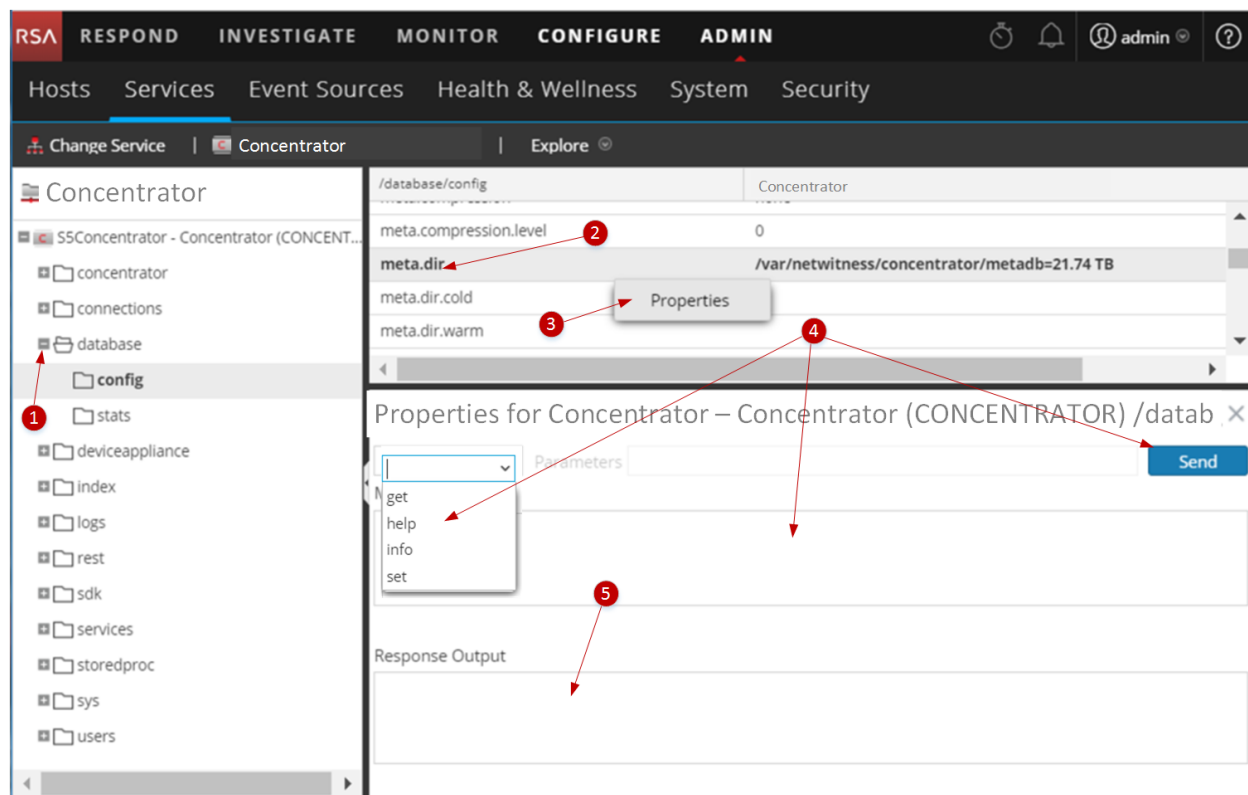 RSA RESPOND INVESTIGATE MONITOR CONFIGURE ADMIN admin ?
Hosts Services Event Sources Health & Wellness System Security
Change Service | C Concentrator | Explore
Concentrator
S5Concentrator - Concentrator (CONCENT...
concentrator
connections
database
config
1
stats
deviceappliance
index
logs
rest
sdk
services
storedproc
sys
users
/database/config Concentrator
meta.compression none
meta.compression.level 2 0
meta.dir /var/netwitness/concentrator/metadb=21.74 TB
meta.dir.cold
Properties
3
meta.dir.warm 4
Properties for Concentrator – Concentrator (CONCENTRATOR) /datab
Parameters Send
get
help
info
set
5
Response Output